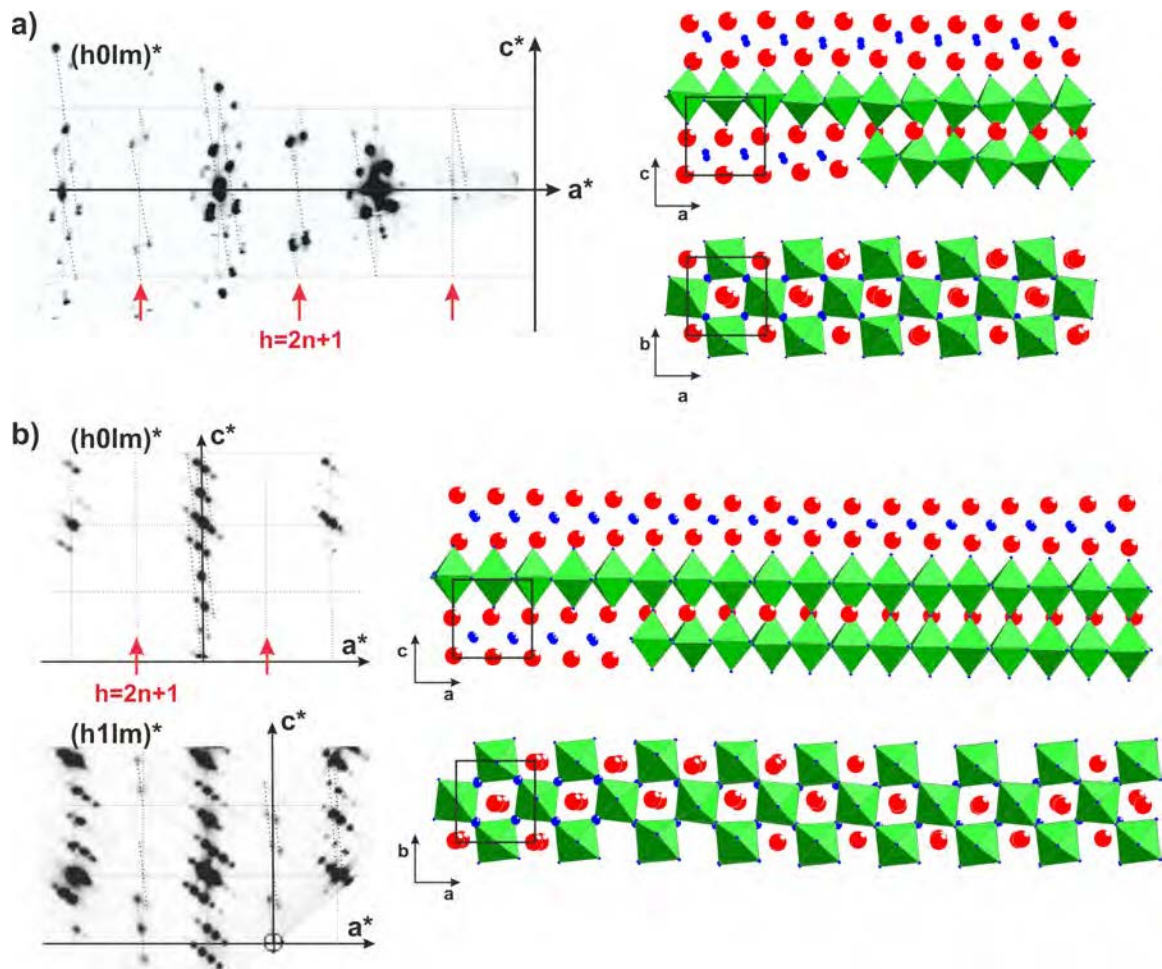 a)
(h0lm)*
c*
a*
h=2n+1
c
a
b
a
b)
(h0lm)*
c*
a*
h=2n+1
(h1lm)*
c*
a*
c
a
b
a